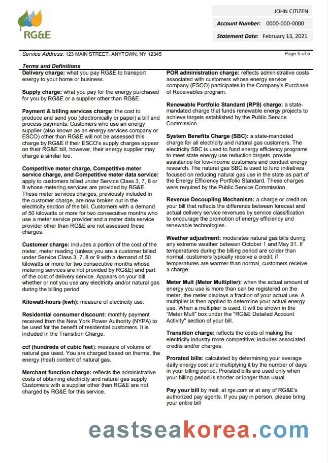 RG&E
JOHN CITIZEN
Account Number: 0000-000-0000
Statement Date: February 13, 2021
Service Address: 123 MAIN STREET, ANYTOWN, NY 12345
Terms and Definitions
Delivery charge: what you pay RG&E to transport
energy to your home or business.
Supply charge: what you pay for the energy purchased
for you by RG&E or a supplier other than RG&E.
Payment & billing services charge: the cost to
produce and send you (electronically or paper) a bill and
process payments. Customers who use an energy
supplier (also known as an energy services company or
ESCO) other than RG&E will not be assessed this
charge by RG&E if their ESCO's supply charges appear
on their RG&E bill, however, their energy supplier may
charge a similar fee.
Competitive meter charge, Competitive meter
service charge, and Competitive meter data service:
apply to customers billed under Service Class 3, 7, 8 or
9 whose metering services are provided by RG&E.
These meter services charges, previously included in
the customer charge, are now broken out in the
electricity section of the bill. Customers with a demand
of 50 kilowatts or more for two consecutive months who
use a meter service provider and a meter data service
provider other than RG&E are not assessed these
charges.
Customer charge: includes a portion of the cost of the
meter, meter reading (unless you are a customer billed
under Service Class 3, 7, 8 or 9 with a demand of 50
kilowatts or more for two consecutive months whose
metering services are not provided by RG&E) and part
of the cost of delivery service. Appears on your bill
whether or not you use any electricity and/or natural gas
during the billing period.
Kilowatt-hours (kwh): measure of electricity use.
Residential consumer discount: monthly payment
received from the New York Power Authority (NYPA) to
be used for the benefit of residential customers. It is
included in the Transition Charge.
ccf (hundreds of cubic feet): measure of volume of
natural gas used. You are charged based on therms, the
energy (heat) content of natural gas.
Merchant function charge: reflects the administrative
costs of obtaining electricity and natural gas supply.
Customers with a supplier other than RG&E are not
charged by RG&E for this service.
POR administration charge: reflects administrative costs
associated with customers whose energy service
company (ESCO) participates in the Company's Purchase
of Receivables program.
Renewable Portfolio Standard (RPS) charge: a state-
mandated charge that funds renewable energy projects to
achieve targets established by the Public Service
Commission.
System Benefits Charge (SBC): a state-mandated
charge for all electricity and natural gas customers. The
electricity SBC is used to fund energy efficiency programs
to meet state energy use reduction targets, provide
assistance for low-income customers and conduct energy
research. The natural gas SBC is used to fund initiatives
focused on reducing natural gas use in the state as part of
the Energy Efficiency Portfolio Standard. These charges
were required by the Public Service Commission.
Revenue Decoupling Mechanism: a charge or credit on
your bill that reflects the difference between forecast and
actual delivery service revenues by service classification
to encourage the promotion of energy efficiency and
renewable technologies.
Weather adjustment: moderates natural gas bills during
any extreme weather between October 1 and May 31. If
temperatures during the billing period are colder than
normal, customers typically receive a credit; if
temperatures are warmer than normal, customers receive
a charge.
Meter Mult (Meter Multiplier): when the actual amount of
energy you use is more than can be registered on the
meter, the meter displays a fraction of your actual use. A
multiplier is then applied to determine your actual energy
use. When a multiplier is used, it will be shown in the
"Meter Mult" box under the "RG&E Detailed Account
Activity" section of your bill.
Transition charge: reflects the costs of making the
electricity industry more competitive; includes associated
credits and/or charges.
Prorated bills: calculated by determining your average
daily energy cost and multiplying it by the number of days
in your billing period. Prorated bills are used only when
your billing period is shorter or longer than usual.
Pay your bill: by mail, at rge.com or at any of RG&E's
authorized pay agents. If you pay in person, please bring
your entire bill
eastseakorea.com